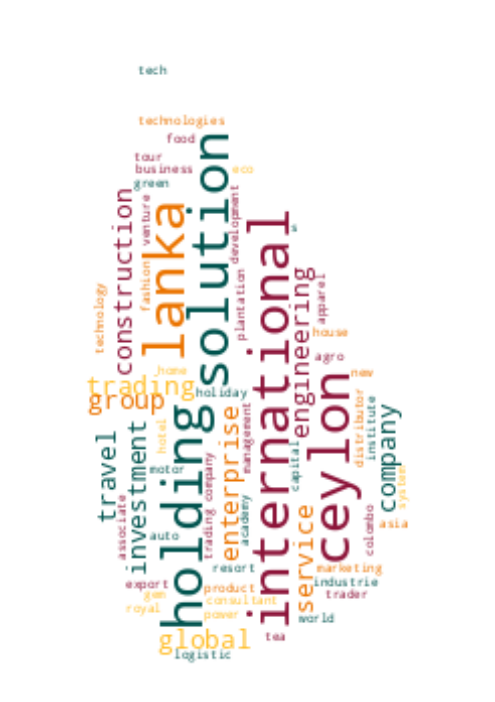 tech
technologies
food
tour
business
eco
green
solution
construction
venture
lanka
development
international
a
plantation
engineering
apparel
fashion
technology
house
agro
home
new
trading
group
holiday
ceylon
distributor
institute
company
holding
enterprise
management
hotel
investment
travel
motor
capital
trading company
system
associate
academy
service
colombo
asia
auto
resort
marketing
export
product
industrie
gem
trader
consultant
royal
power
world
global
tea
logistic